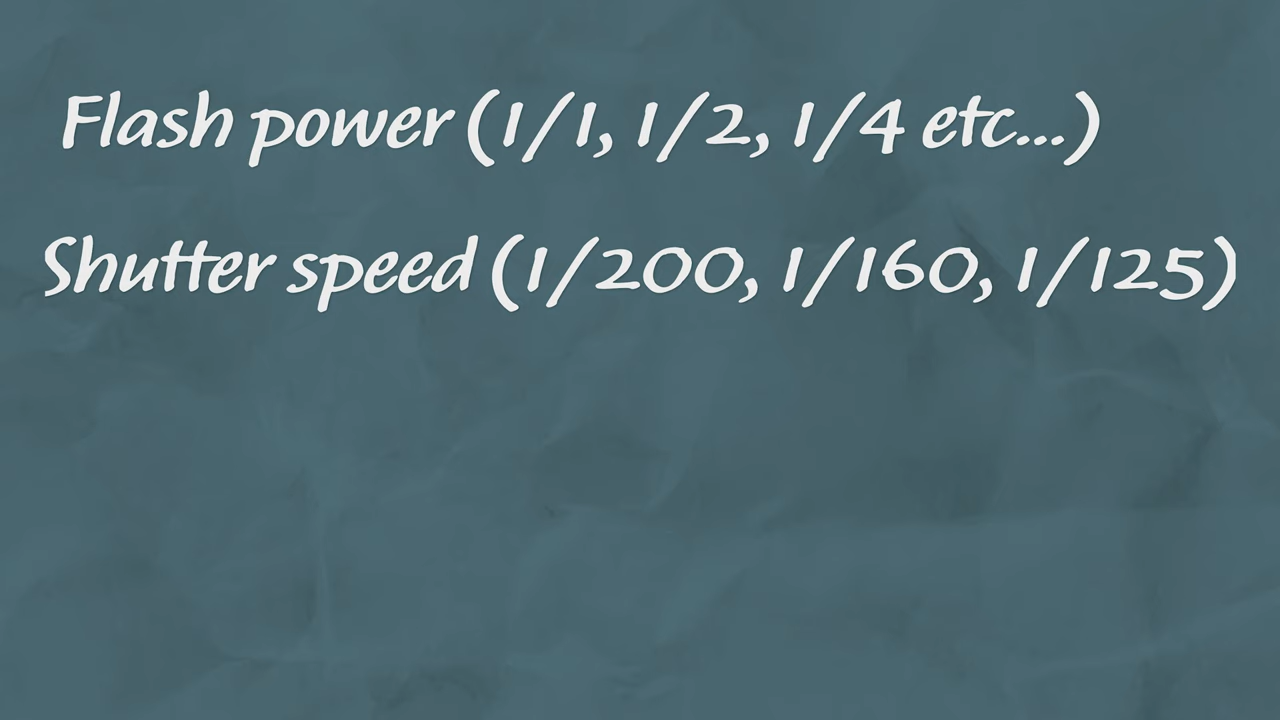 Flash power (1/1, 1/2, 1/4 etc...)
Shutter speed (1/200, 1/160, 1/125)